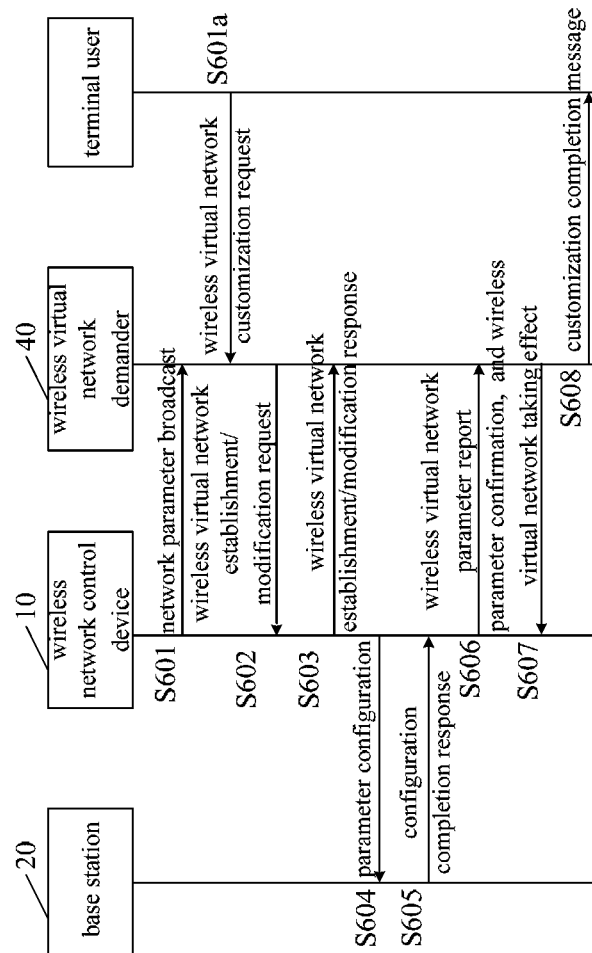 20
base station
10
wireless
network control
device
40
wireless virtual
network
demander
terminal user
S601
network parameter broadcast
S601a
wireless virtual network
customization request
wireless virtual network
establishment/
modification request
S602
S603
wireless virtual network
establishment/modification response
S604
parameter configuration
S605
configuration
completion response
S606
wireless virtual network
parameter report
S607
parameter confirmation, and wireless
virtual network taking effect
S608
customization completion message